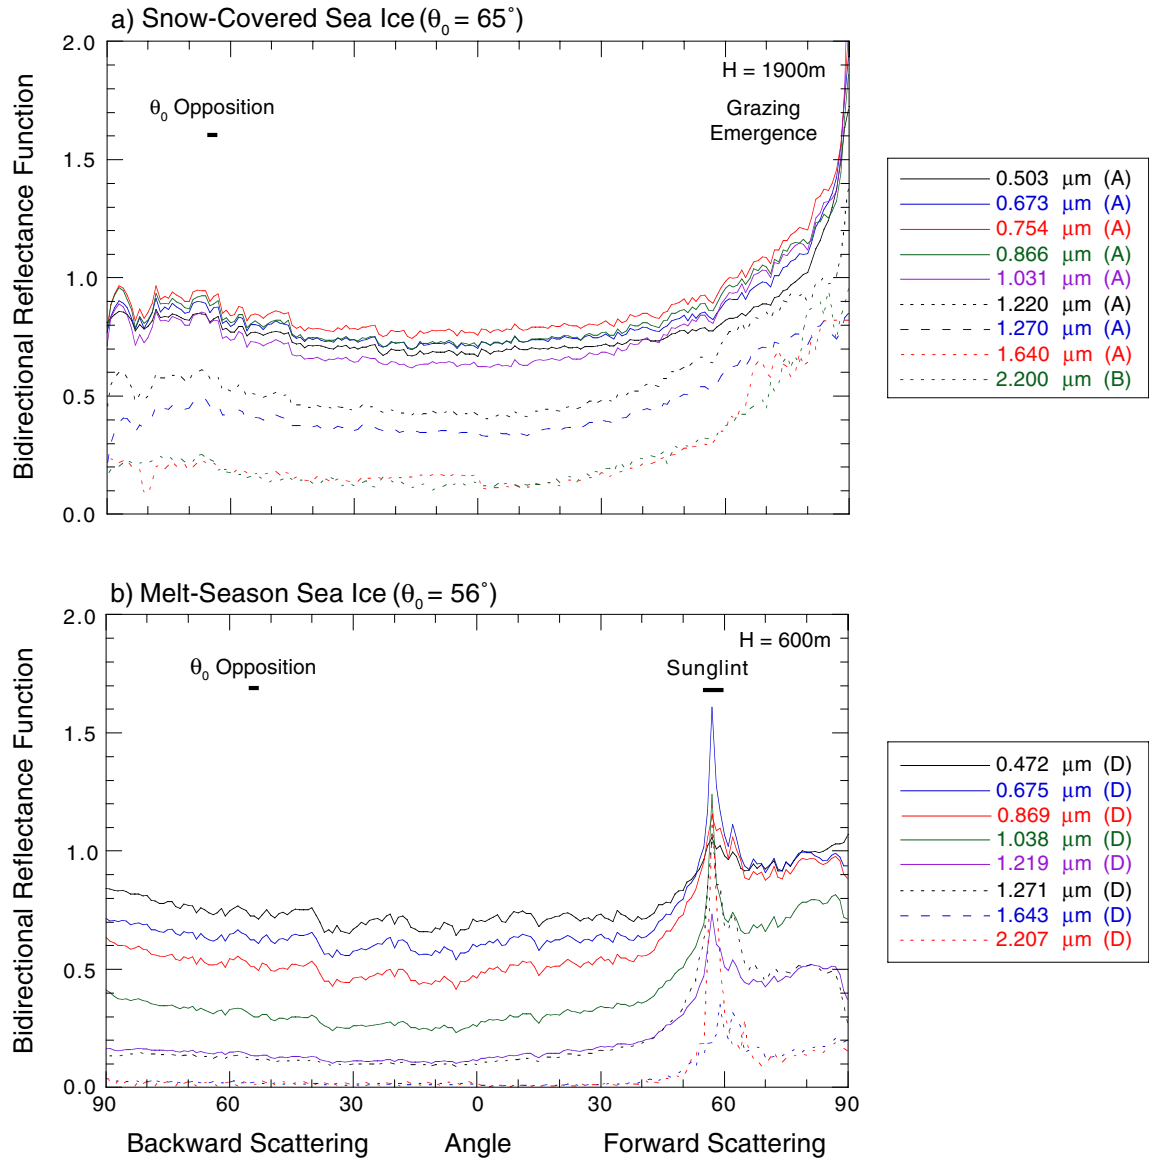 a) Snow-Covered Sea Ice (θ0 = 65°)
2.0
H = 1900m
θ0 Opposition
Grazing
Emergence
1.5
1.0
0.5
0.0
Bidirectional Reflectance Function
0.503 μm (A)
0.673 μm (A)
0.754 μm (A)
0.866 μm (A)
1.031 μm (A)
1.220 μm (A)
1.270 μm (A)
1.640 μm (A)
2.200 μm (B)
b) Melt-Season Sea Ice (θ0 = 56°)
2.0
H = 600m
θ0 Opposition
Sunglint
1.5
1.0
0.5
0.0
Bidirectional Reflectance Function
90 60 30 0 30 60 90
Backward Scattering Angle Forward Scattering
0.472 μm (D)
0.675 μm (D)
0.869 μm (D)
1.038 μm (D)
1.219 μm (D)
1.271 μm (D)
1.643 μm (D)
2.207 μm (D)